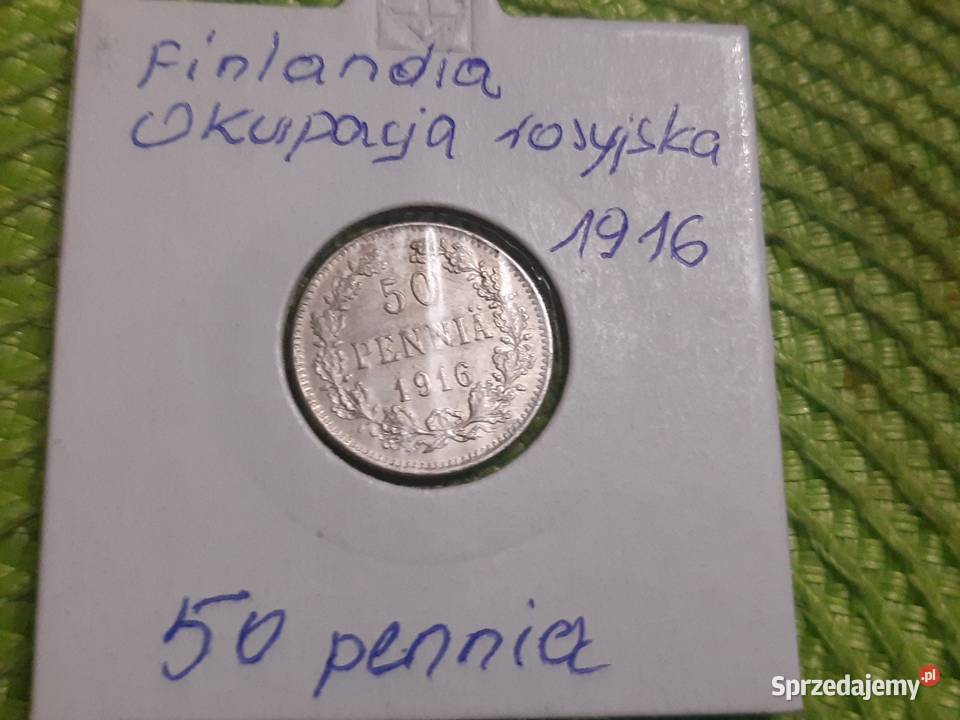 Finlandia
Okupacja rosyjska
1916
50
PENNIÄ
1916
50 pennia
Sprzedajemy.pl